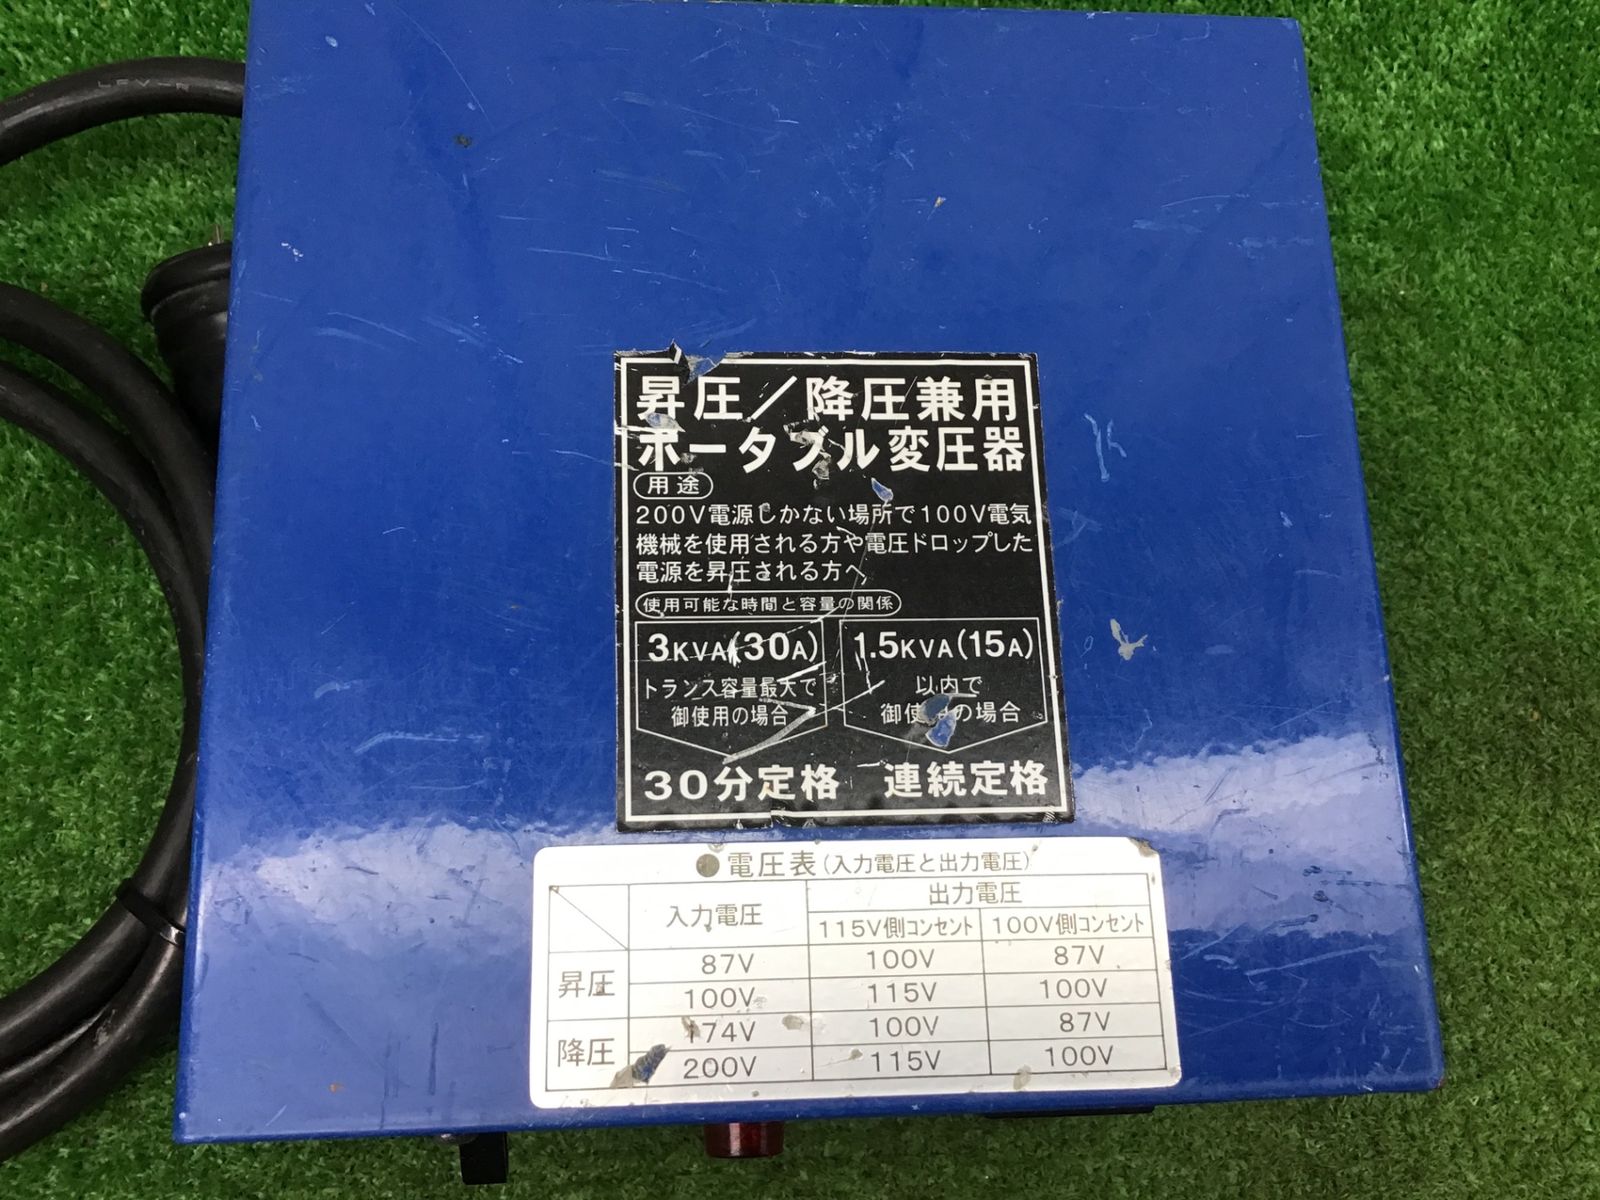 昇圧／降圧兼用
ポータブル変圧器
用途
200V電源しかない場所で100V電気
機械を使用される方や電圧ドロップした
電源を昇圧される方へ
使用可能な時間と容量の関係
3KVA(30A)
トランス容量最大で
御使用の場合
30分定格
1.5KVA(15A)
以内で
御使用の場合
連続定格
●電圧表(入力電圧と出力電圧)
入力電圧 出力電圧
115V側コンセント 100V側コンセント
昇圧 87V 100V 87V
100V 115V 100V
降圧 174V 100V 87V
200V 115V 100V